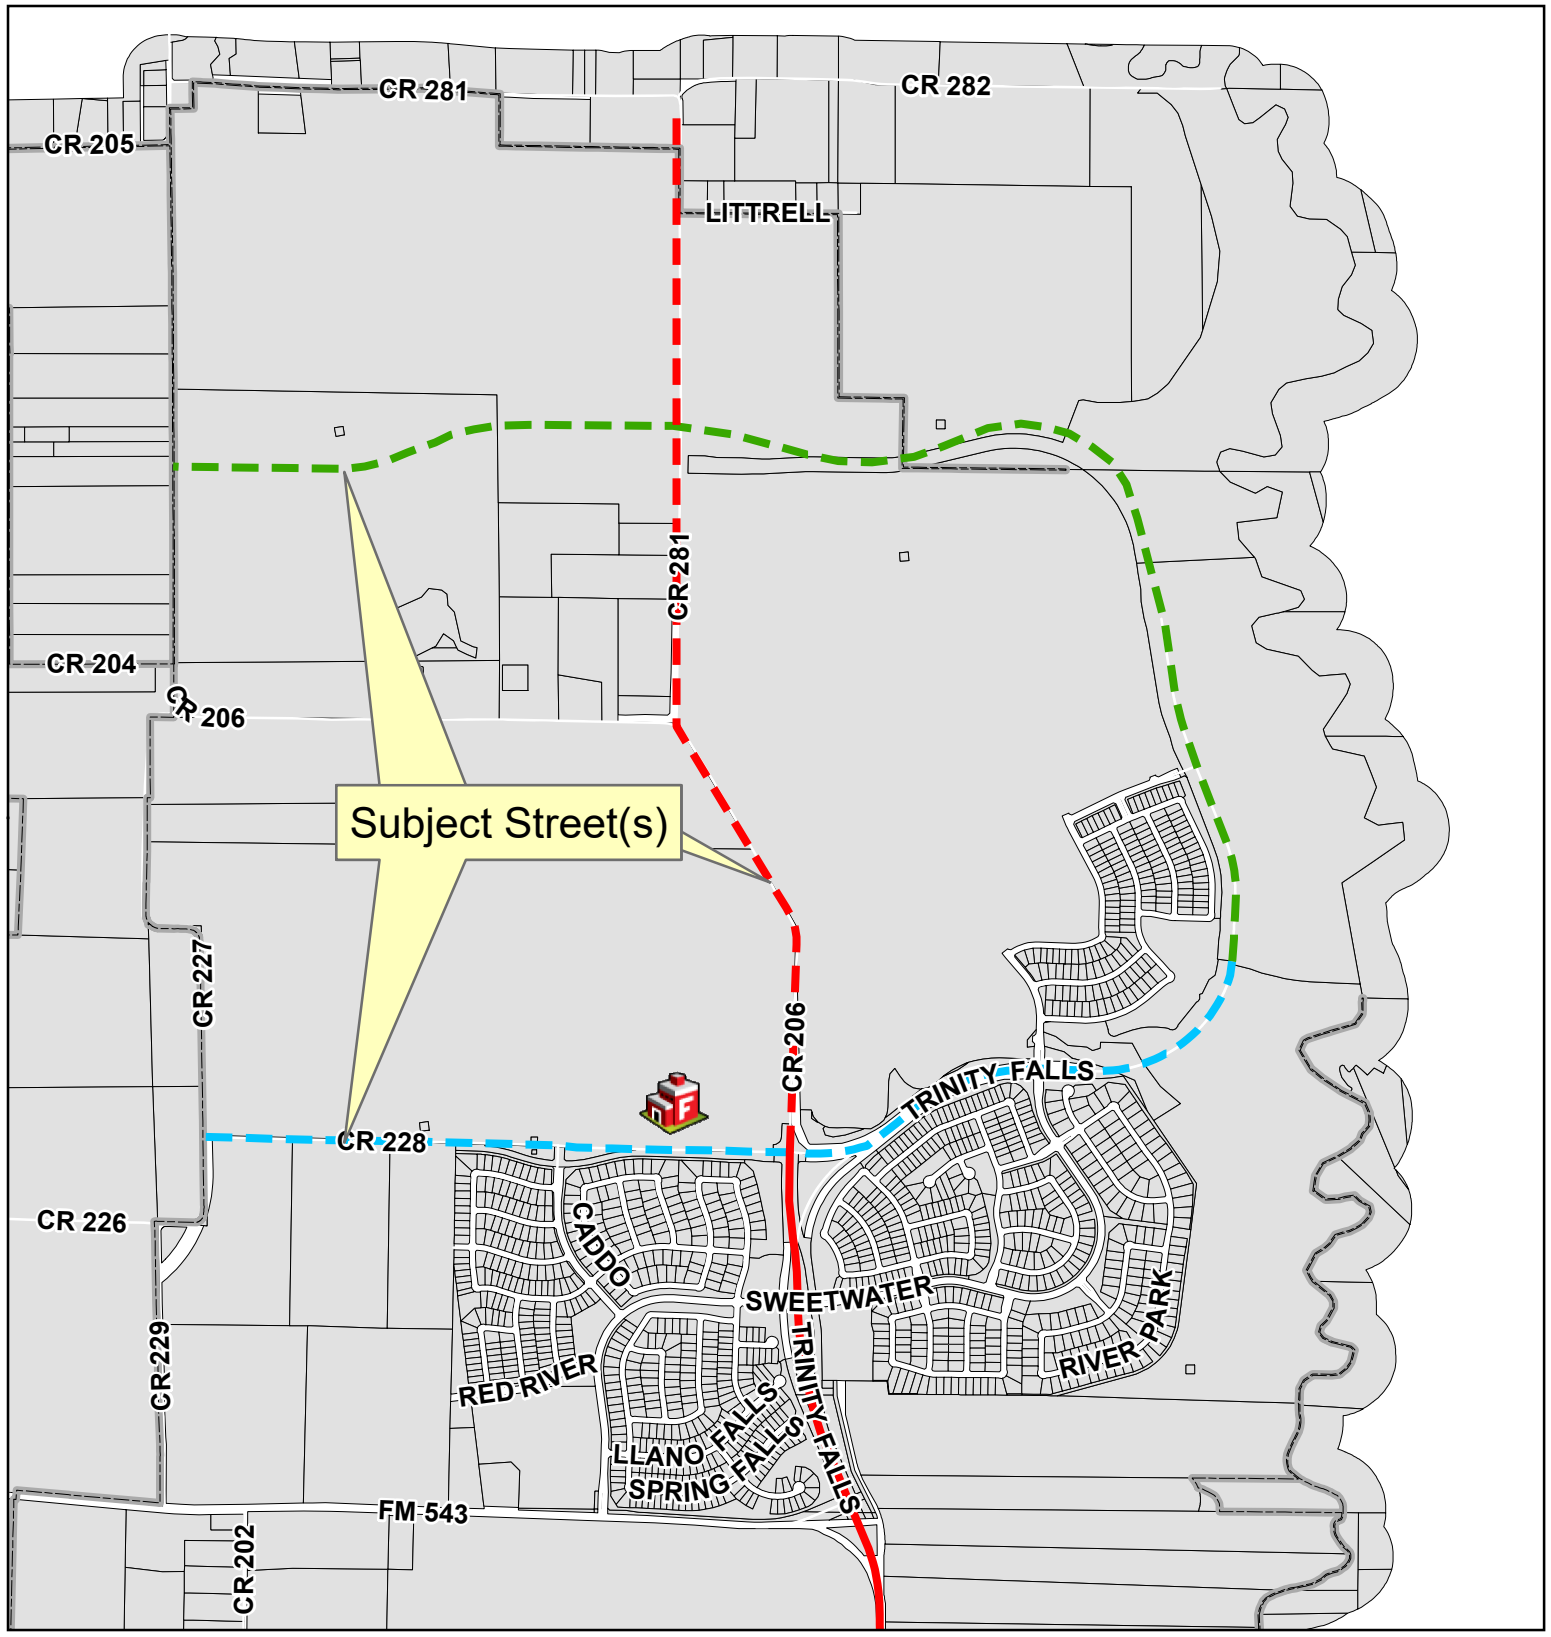 CR 281
CR 282
CR 205
LITTRELL
CR 281
CR 204
CR 206
Subject Street(s)
CR 227
CR 206
TRINITY FALLS
F
CR 228
CR 226
CADDO
SWEETWATER
RIVER PARK
CR 229
RED RIVER
TRINITY FALLS
LLANO FALLS
SPRING FALLS
FM 543
CR 202